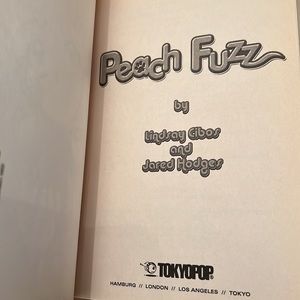 Peach Fuzz
by
Lindsay Cibos
and
Jared Hodges
TOKYOPOP
HAMBURG // LONDON // LOS ANGELES // TOKYO